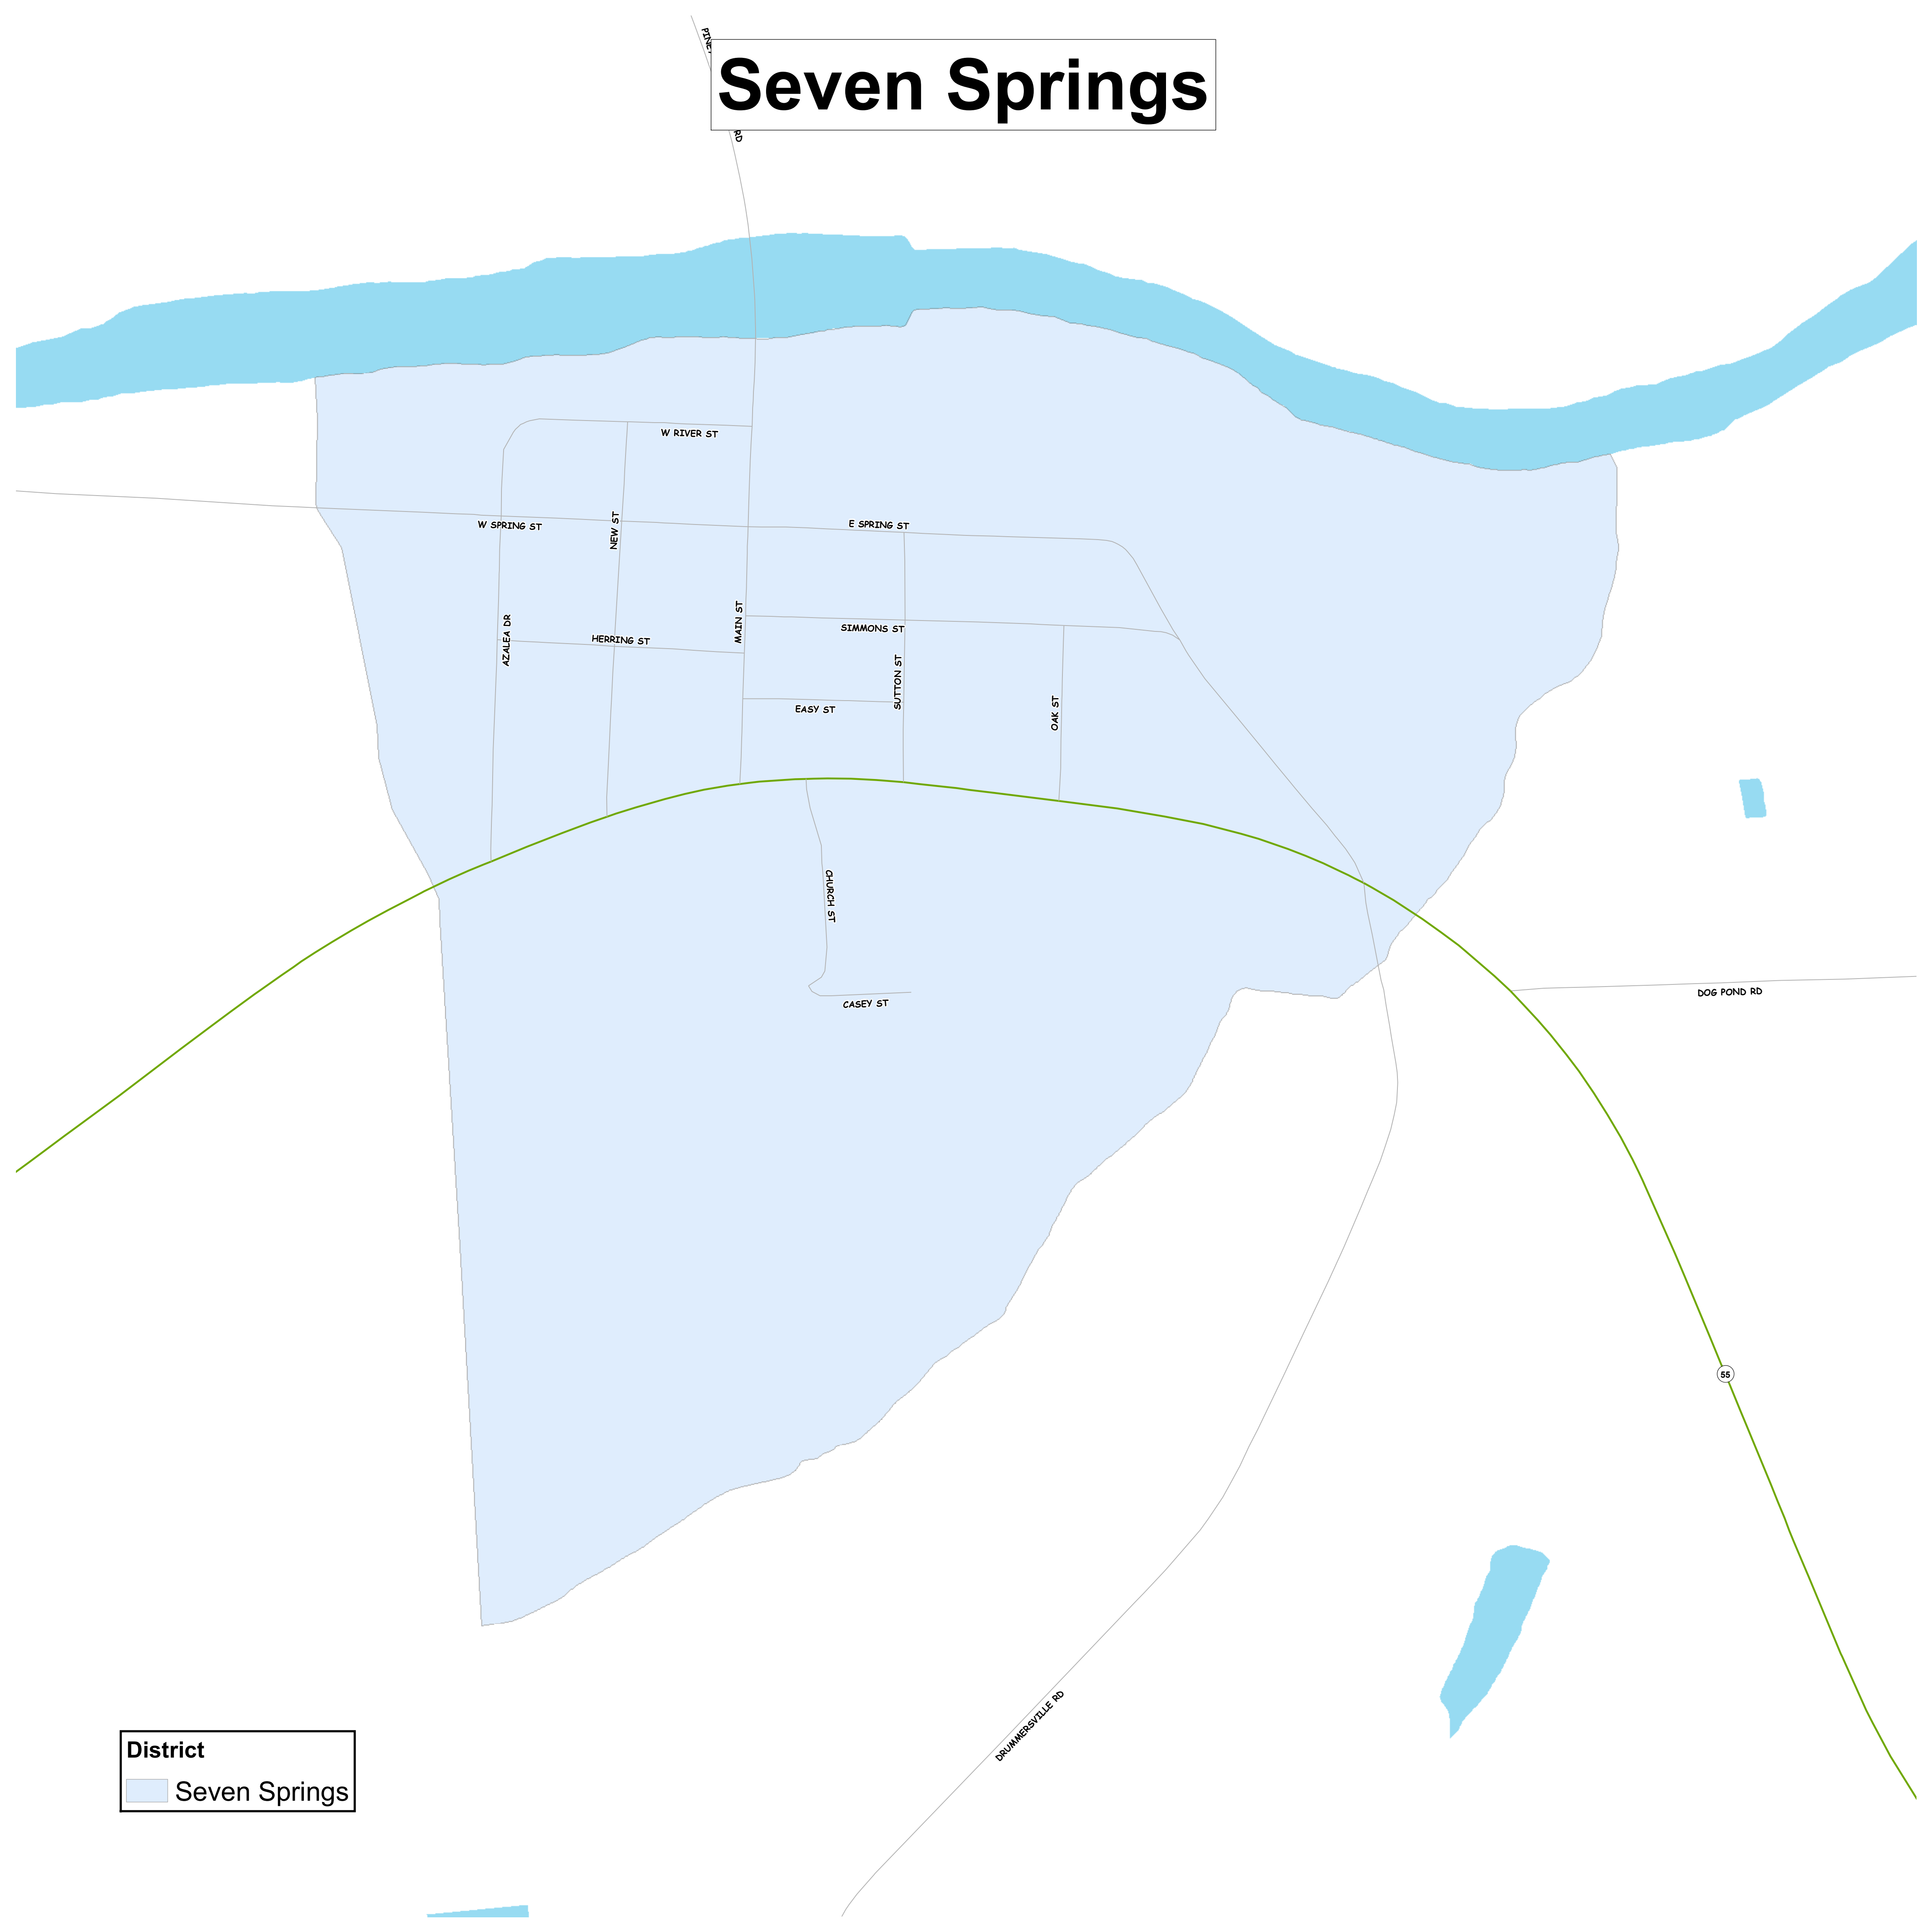 Seven Springs
RD
W RIVER ST
W SPRING ST
NEW ST
E SPRING ST
AZALEA DR
HERRING ST
MAIN ST
SIMMONS ST
SUTTON ST
EASY ST
OAK ST
CHURCH ST
CASEY ST
DOG POND RD
55
DRUMMERSVILLE RD
District
Seven Springs